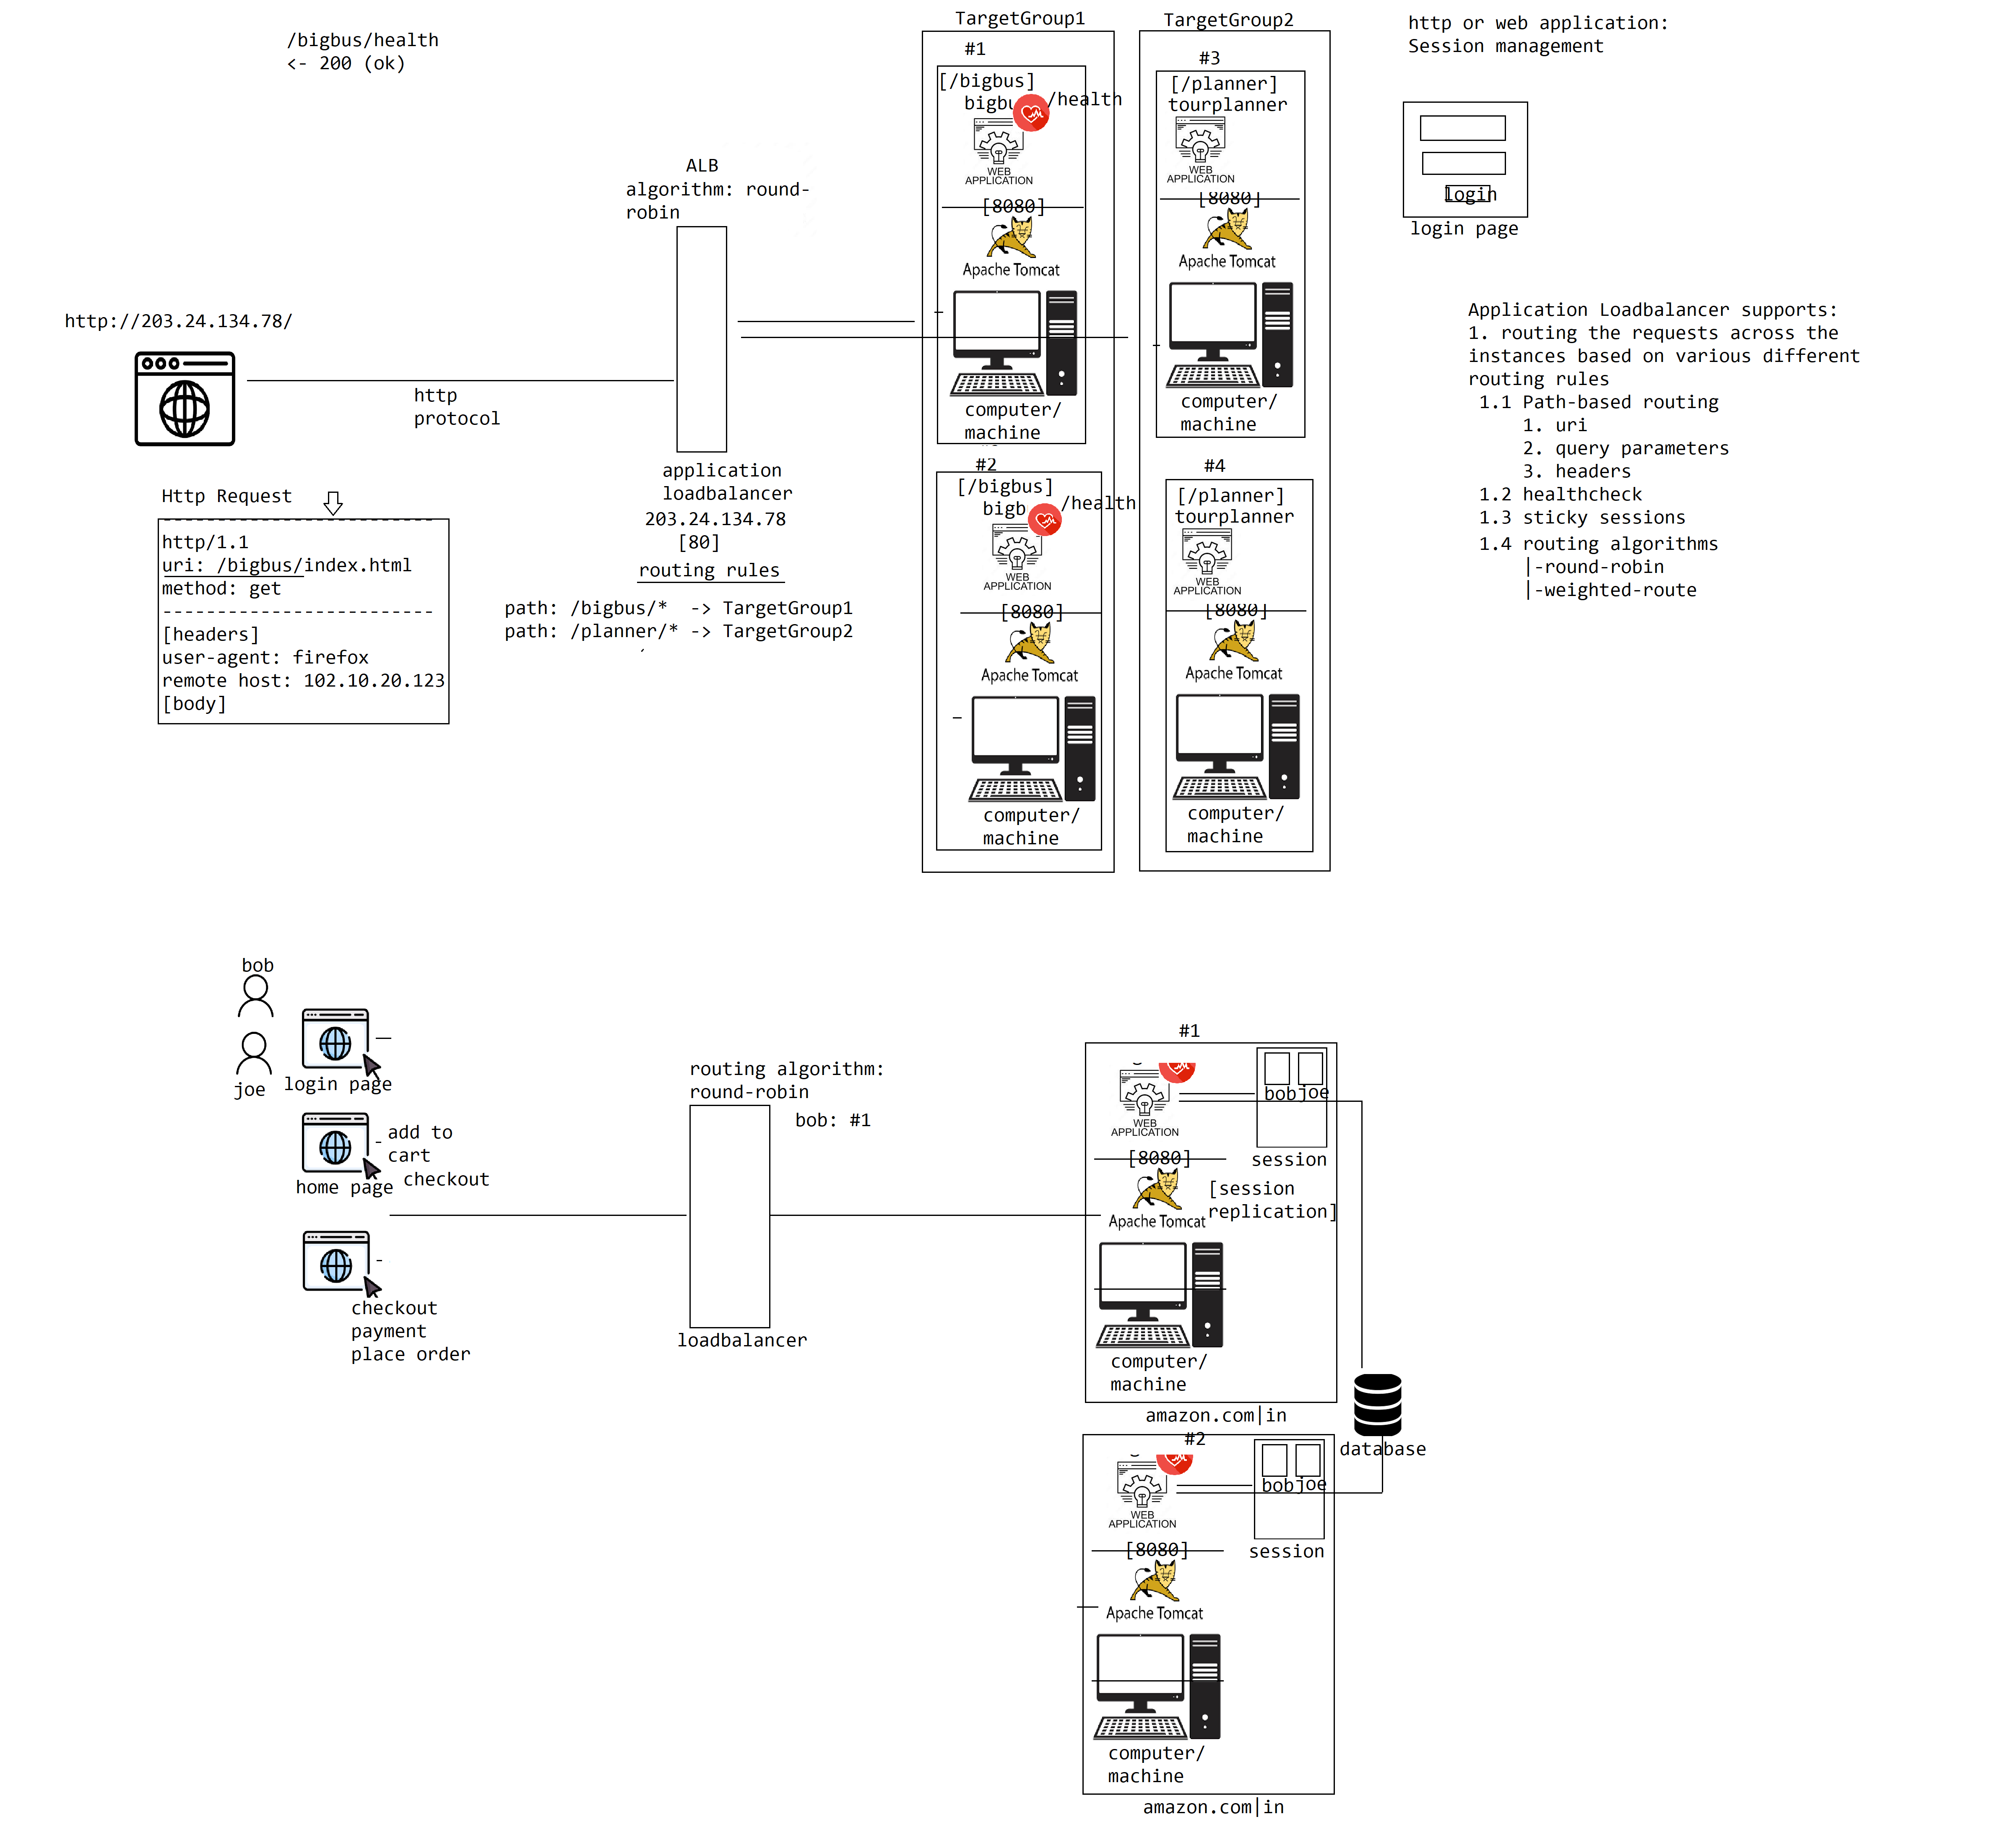 /bigbus/health
<- 200 (ok)
ALB
algorithm: round-
robin
http://203.24.134.78/
http
protocol
application
loadbalancer
203.24.134.78
[80]
routing rules
path: /bigbus/*  -> TargetGroup1
path: /planner/* -> TargetGroup2
Http Request
http/1.1
uri: /bigbus/index.html
method: get
-------------------------
[headers]
user-agent: firefox
remote host: 102.10.20.123
[body]
TargetGroup1
#1
[/bigbus]
/health
WEB
APPLICATION
[8080]
Apache Tomcat
computer/
machine
#2
[/bigbus]
/health
WEB
APPLICATION
[8080]
Apache Tomcat
computer/
machine
TargetGroup2
#3
[/planner]
tourplanner
WEB
APPLICATION
[8080]
Apache Tomcat
computer/
machine
#4
[/planner]
tourplanner
WEB
APPLICATION
[8080]
Apache Tomcat
computer/
machine
http or web application:
Session management
login
login page
Application Loadbalancer supports:
1. routing the requests across the
instances based on various different
routing rules
1.1 Path-based routing
1. uri
2. query parameters
3. headers
1.2 healthcheck
1.3 sticky sessions
1.4 routing algorithms
|-round-robin
|-weighted-route
bob
joe
login page
add to
cart
checkout
home page
checkout
payment
place order
routing algorithm:
round-robin
bob: #1
loadbalancer
#1
WEB
APPLICATION
bob joe
session
[8080]
[session
replication]
Apache Tomcat
computer/
machine
amazon.com|in
database
#2
WEB
APPLICATION
bob joe
session
[8080]
Apache Tomcat
computer/
machine
amazon.com|in